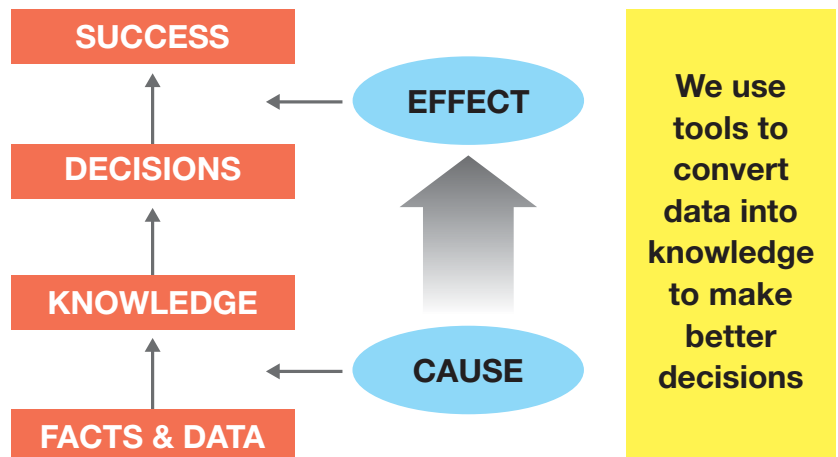 SUCCESS
EFFECT
DECISIONS
KNOWLEDGE
CAUSE
FACTS & DATA
We use
tools to
convert
data into
knowledge
to make
better
decisions